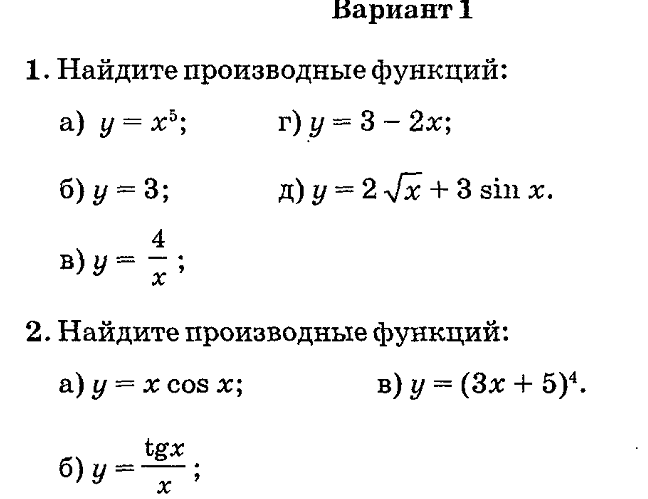 Вариант 1
1. Найдите производные функций:
а) y = x⁵; г) y = 3 − 2x;
б) y = 3; д) y = 2√x + 3 sin x.
в) y = 4/x;
2. Найдите производные функций:
а) y = x cos x; в) y = (3x + 5)⁴.
б) y = tgx/x;